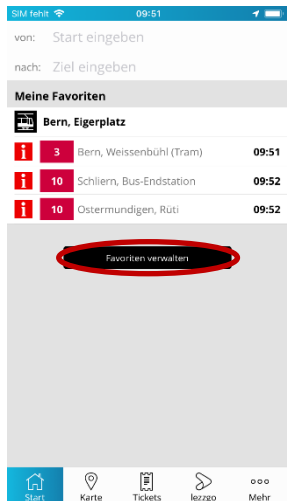 SIM fehlt 09:51
von: Start eingeben
nach: Ziel eingeben
Meine Favoriten
Bern, Eigerplatz
i 3 Bern, Weissenbühl (Tram) 09:51
i 10 Schliern, Bus-Endstation 09:52
i 10 Ostermundigen, Rüti 09:52
Favoriten verwalten
Start Karte Tickets lezzgo Mehr